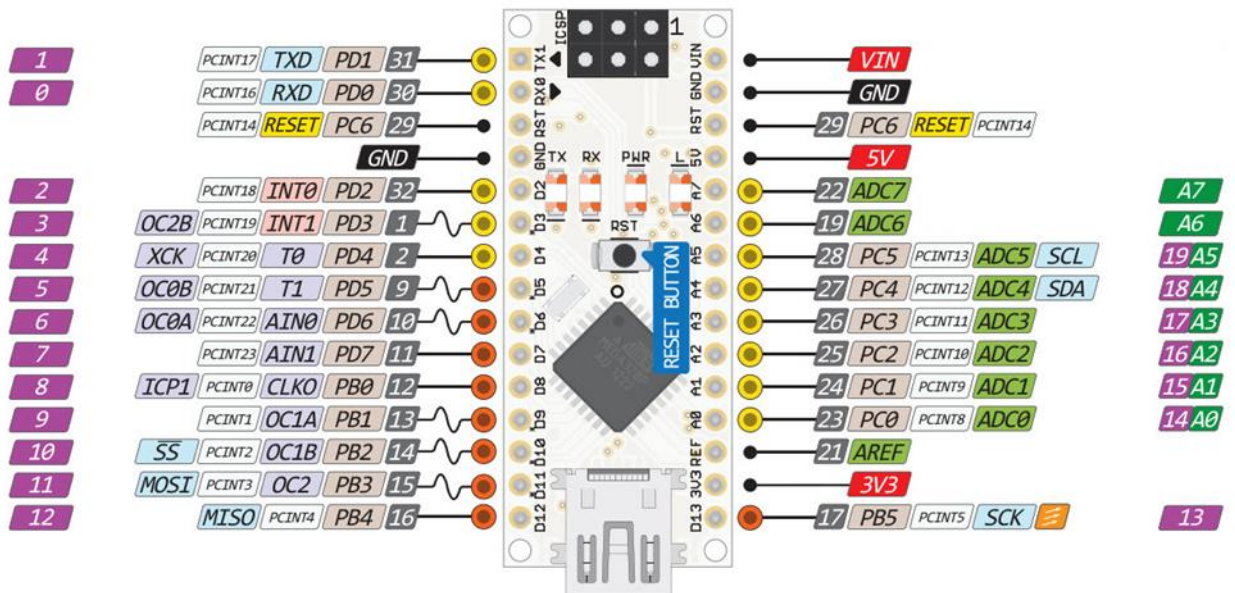 ICSP 1
1 PCINT17 TXD PD1 31 TX1 VIN VIN
0 PCINT16 RXD PD0 30 RX0 GND GND
PCINT14 RESET PC6 29 RST RST 29 PC6 RESET PCINT14
GND GND 5V 5V
TX RX PWR L
2 PCINT18 INT0 PD2 32 D2 A7 22 ADC7 A7
3 OC2B PCINT19 INT1 PD3 1 D3 A6 19 ADC6 A6
RST
4 XCK PCINT20 T0 PD4 2 D4 A5 28 PC5 PCINT13 ADC5 SCL 19 A5
5 OC0B PCINT21 T1 PD5 9 D5 A4 27 PC4 PCINT12 ADC4 SDA 18 A4
RESET BUTTON
6 OC0A PCINT22 AIN0 PD6 10 D6 A3 26 PC3 PCINT11 ADC3 17 A3
7 PCINT23 AIN1 PD7 11 D7 A2 25 PC2 PCINT10 ADC2 16 A2
8 ICP1 PCINT0 CLKO PB0 12 D8 A1 24 PC1 PCINT9 ADC1 15 A1
9 PCINT1 OC1A PB1 13 D9 A0 23 PC0 PCINT8 ADC0 14 A0
10 SS PCINT2 OC1B PB2 14 D10 REF 21 AREF
11 MOSI PCINT3 OC2 PB3 15 D11 3V3 3V3
12 MISO PCINT4 PB4 16 D12 D13 17 PB5 PCINT5 SCK 13